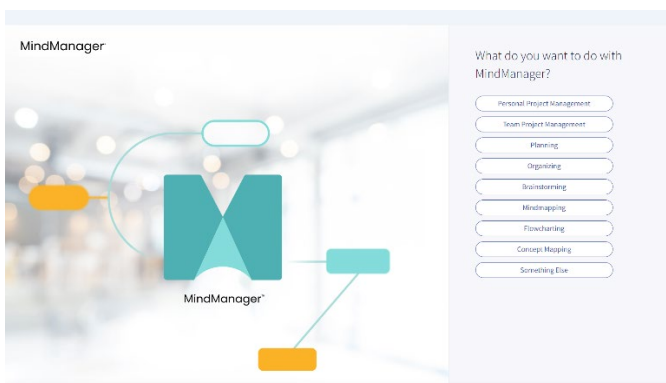 MindManager
What do you want to do with
MindManager?
Personal Project Management
Team Project Management
Planning
Organizing
Brainstorming
Mindmapping
Flowcharting
Concept Mapping
Something Else
MindManager™